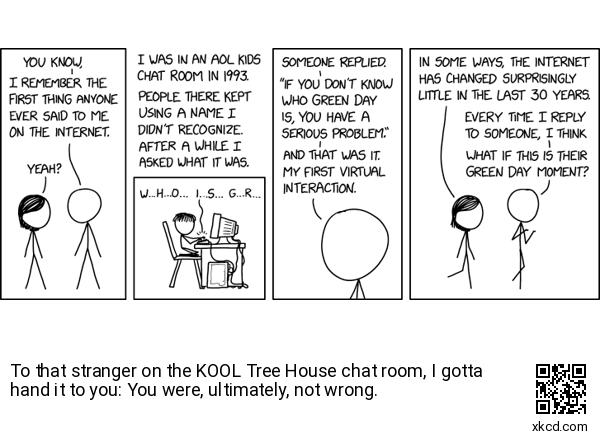 YOU KNOW,
I REMEMBER THE
FIRST THING ANYONE
EVER SAID TO ME
ON THE INTERNET.
YEAH?
I WAS IN AN AOL KIDS
CHAT ROOM IN 1993.
PEOPLE THERE KEPT
USING A NAME I
DIDN'T RECOGNIZE.
AFTER A WHILE I
ASKED WHAT IT WAS.
W...H...O... I...S... G...R...
SOMEONE REPLIED.
"IF YOU DON'T KNOW
WHO GREEN DAY
IS, YOU HAVE A
SERIOUS PROBLEM."
AND THAT WAS IT.
MY FIRST VIRTUAL
INTERACTION.
IN SOME WAYS, THE INTERNET
HAS CHANGED SURPRISINGLY
LITTLE IN THE LAST 30 YEARS.
EVERY TIME I REPLY
TO SOMEONE, I THINK
WHAT IF THIS IS THEIR
GREEN DAY MOMENT?
To that stranger on the KOOL Tree House chat room, I gotta
hand it to you: You were, ultimately, not wrong.
xkcd.com